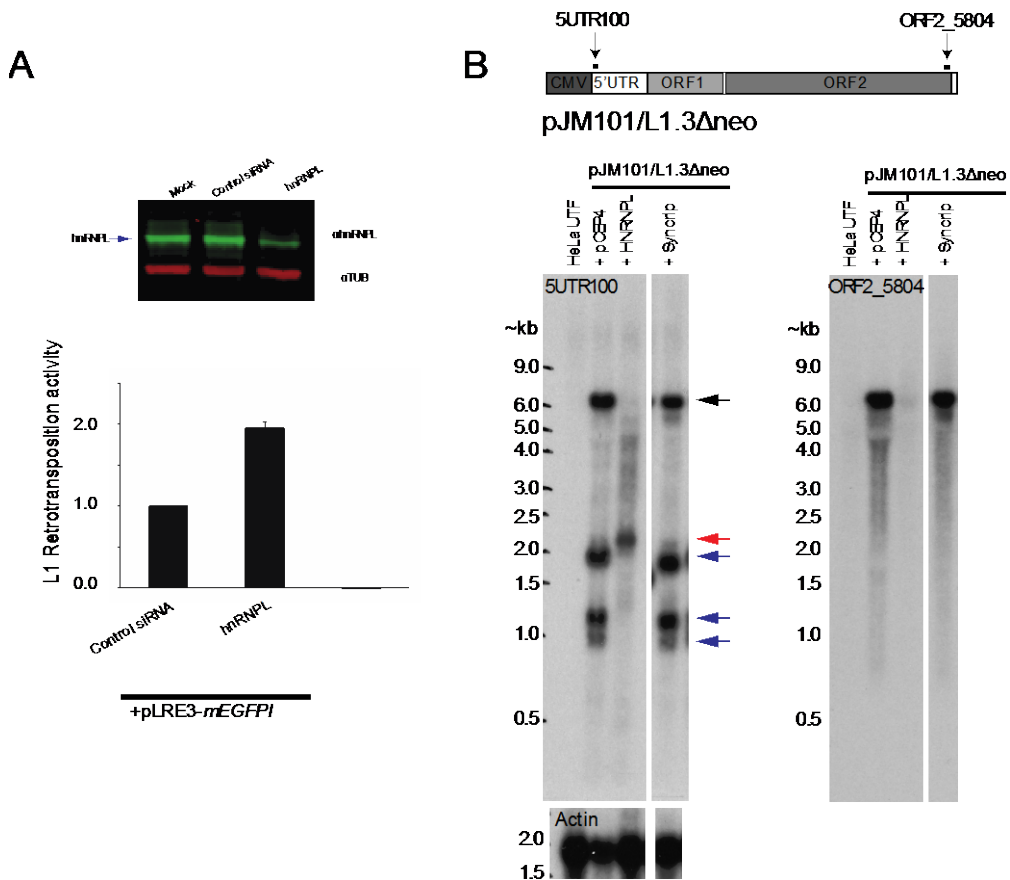 A
Mock
Control siRNA
hnRNPL
hnRNPL
αhnRNPL
αTUB
L1 Retrotransposition activity
2.0
1.0
0.0
Control siRNA
hnRNPL
+pLRE3-mEGFPI
B
5UTR100
ORF2_5804
CMV
5'UTR
ORF1
ORF2
pJM101/L1.3Δneo
pJM101/L1.3Δneo
HeLa UTF
+ pCEP4
+ HNRNPL
+ Syncrip
5UTR100
~kb
9.0
6.0
5.0
4.0
3.0
2.5
2.0
1.5
1.0
0.5
Actin
2.0
1.5
pJM101/L1.3Δneo
HeLa UTF
+ pCEP4
+ HNRNPL
+ Syncrip
ORF2_5804
~kb
9.0
6.0
5.0
4.0
3.0
2.5
2.0
1.5
1.0
0.5